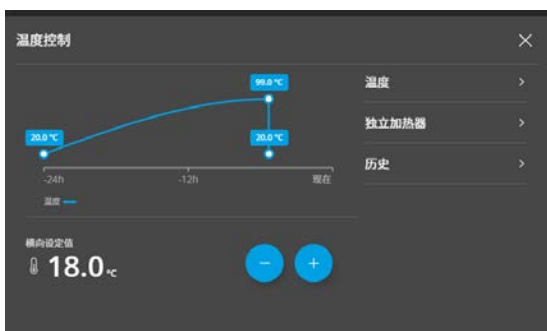 温度控制
99.0 °C
温度
独立加热器
20.0 °C
20.0 °C
历史
-24h
-12h
现在
温度
横向设定值
18.0 °C